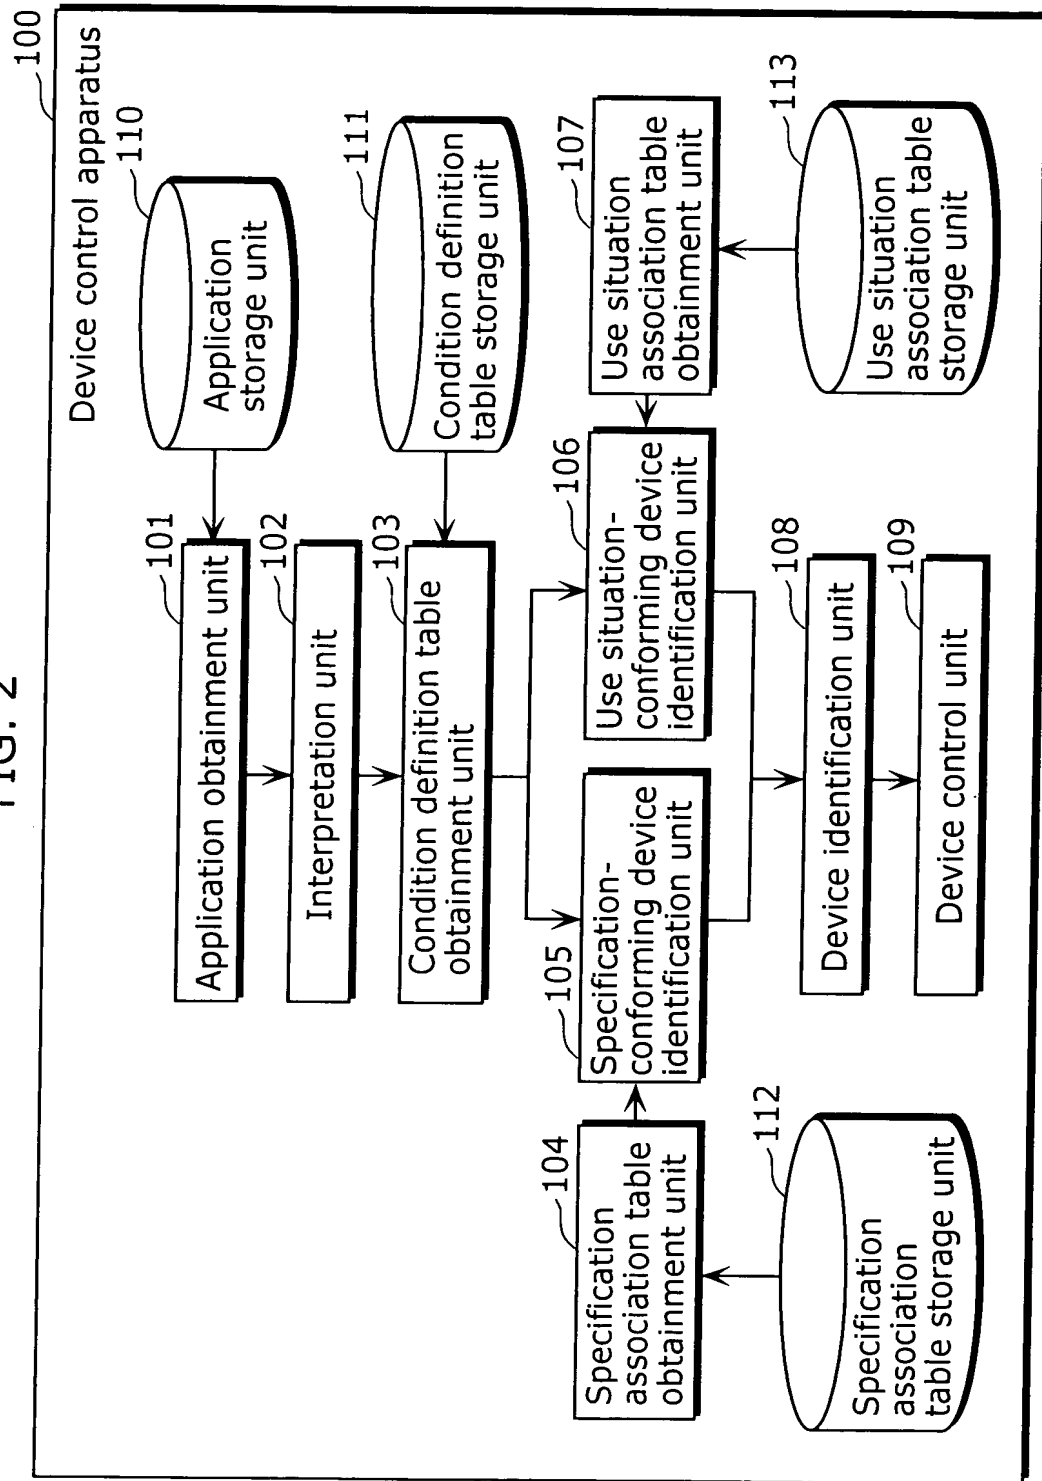 FIG. 2
100
Device control apparatus
110
Application
storage unit
101
Application obtainment unit
102
Interpretation unit
111
Condition definition
table storage unit
103
Condition definition table
obtainment unit
104
Specification
association table
obtainment unit
105
Specification-
conforming device
identification unit
106
Use situation-
conforming device
identification unit
107
Use situation
association table
obtainment unit
112
Specification
association
table storage unit
108
Device identification unit
113
Use situation
association table
storage unit
109
Device control unit